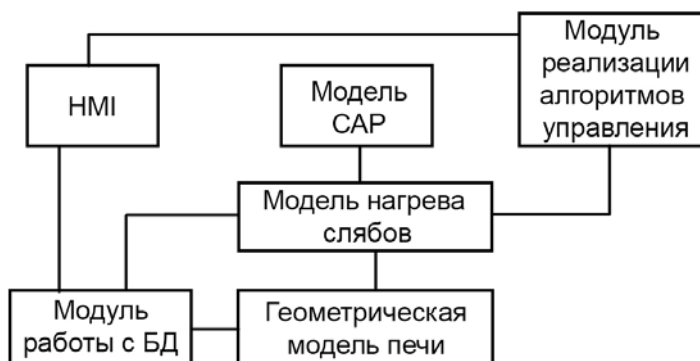 Модуль
реализации
алгоритмов
управления
HMI
Модель
САР
Модель нагрева
слябов
Модуль
работы с БД
Геометрическая
модель печи